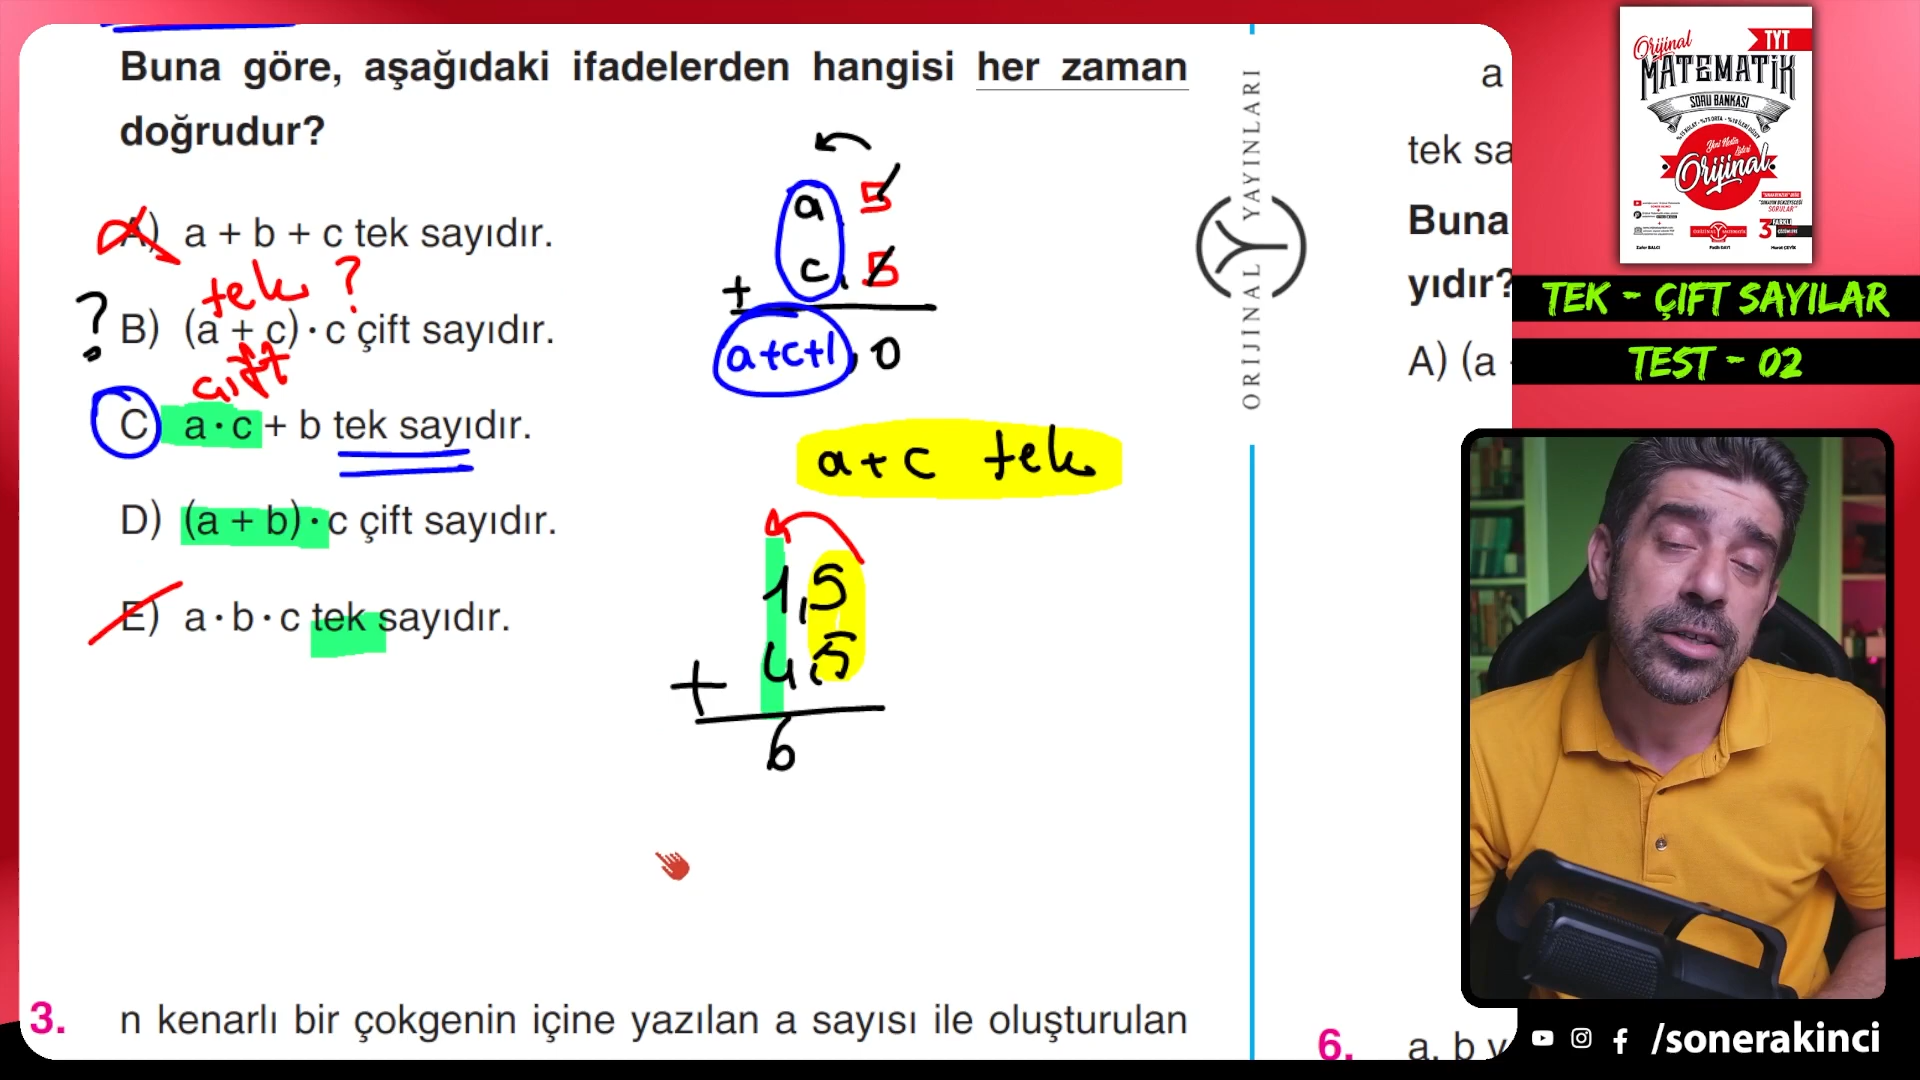 Buna göre, aşağıdaki ifadelerden hangisi her zaman
doğrudur?
A) a + b + c tek sayıdır.
tek ?
? B) (a + c) · c çift sayıdır.
çift
C) a · c + b tek sayıdır.
D) (a + b) · c çift sayıdır.
E) a · b · c tek sayıdır.
a 5
+ c, 5
a+c+1, 0
a+c tek
1,5
+ 4,5
6
3. n kenarlı bir çokgenin içine yazılan a sayısı ile oluşturulan
ORİJİNAL YAYINLARI
a
tek sa
Buna
yıdır?
A) (a
6. a, b v
Orijinal
TYT
MATEMATİK
SORU BANKASI
Orijinal
TEK - ÇİFT SAYILAR
TEST - 02
/sonerakinci